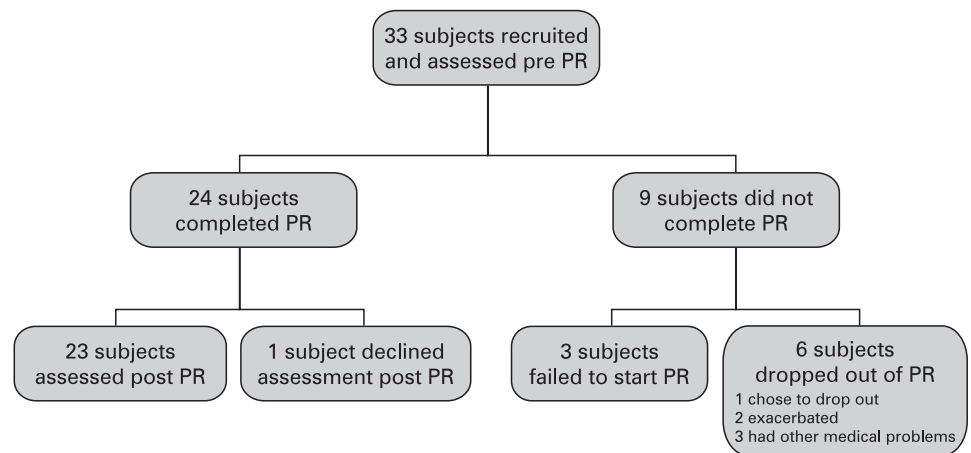 33 subjects recruited
and assessed pre PR
24 subjects
completed PR
9 subjects did not
complete PR
23 subjects
assessed post PR
1 subject declined
assessment post PR
3 subjects
failed to start PR
6 subjects
dropped out of PR
1 chose to drop out
2 exacerbated
3 had other medical problems